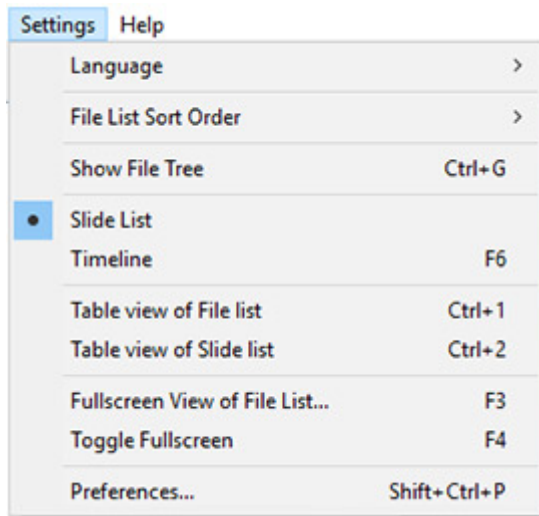 Settings Help
Language >
File List Sort Order >
Show File Tree Ctrl+G
Slide List
Timeline F6
Table view of File list Ctrl+1
Table view of Slide list Ctrl+2
Fullscreen View of File List... F3
Toggle Fullscreen F4
Preferences... Shift+Ctrl+P